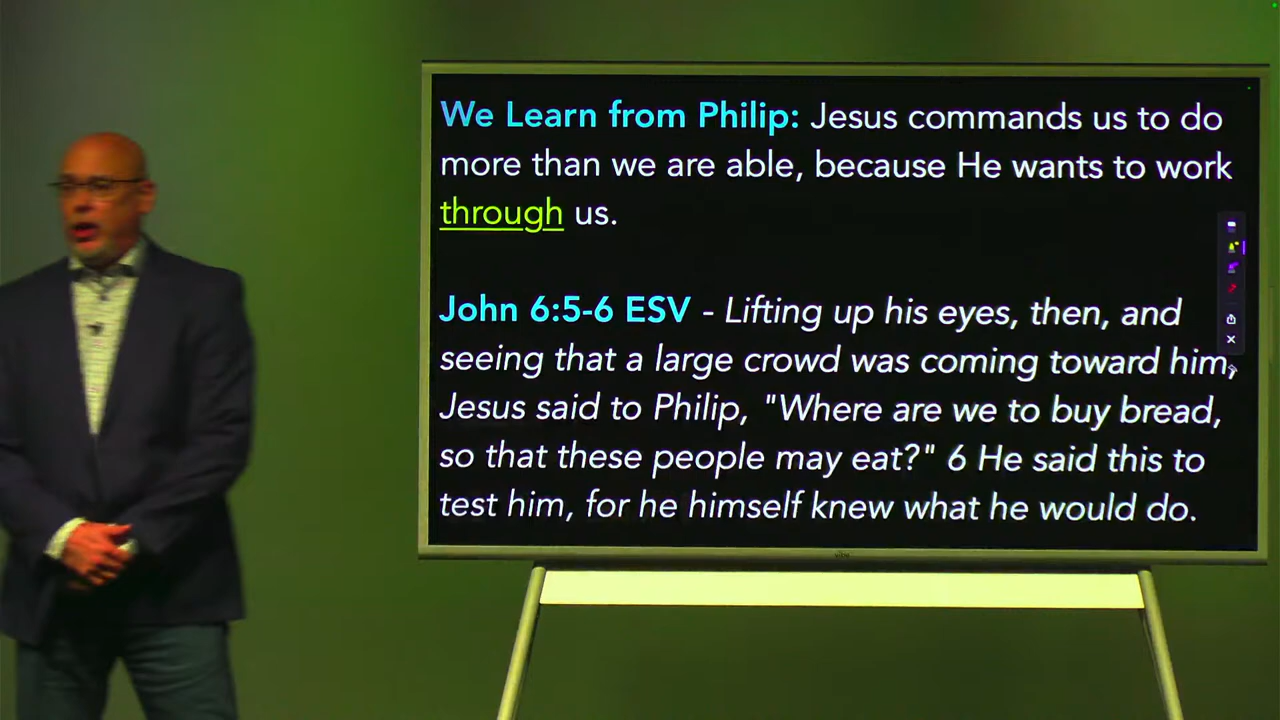 We Learn from Philip: Jesus commands us to do
more than we are able, because He wants to work
through us.
John 6:5-6 ESV - Lifting up his eyes, then, and
seeing that a large crowd was coming toward him,
Jesus said to Philip, "Where are we to buy bread,
so that these people may eat?" 6 He said this to
test him, for he himself knew what he would do.